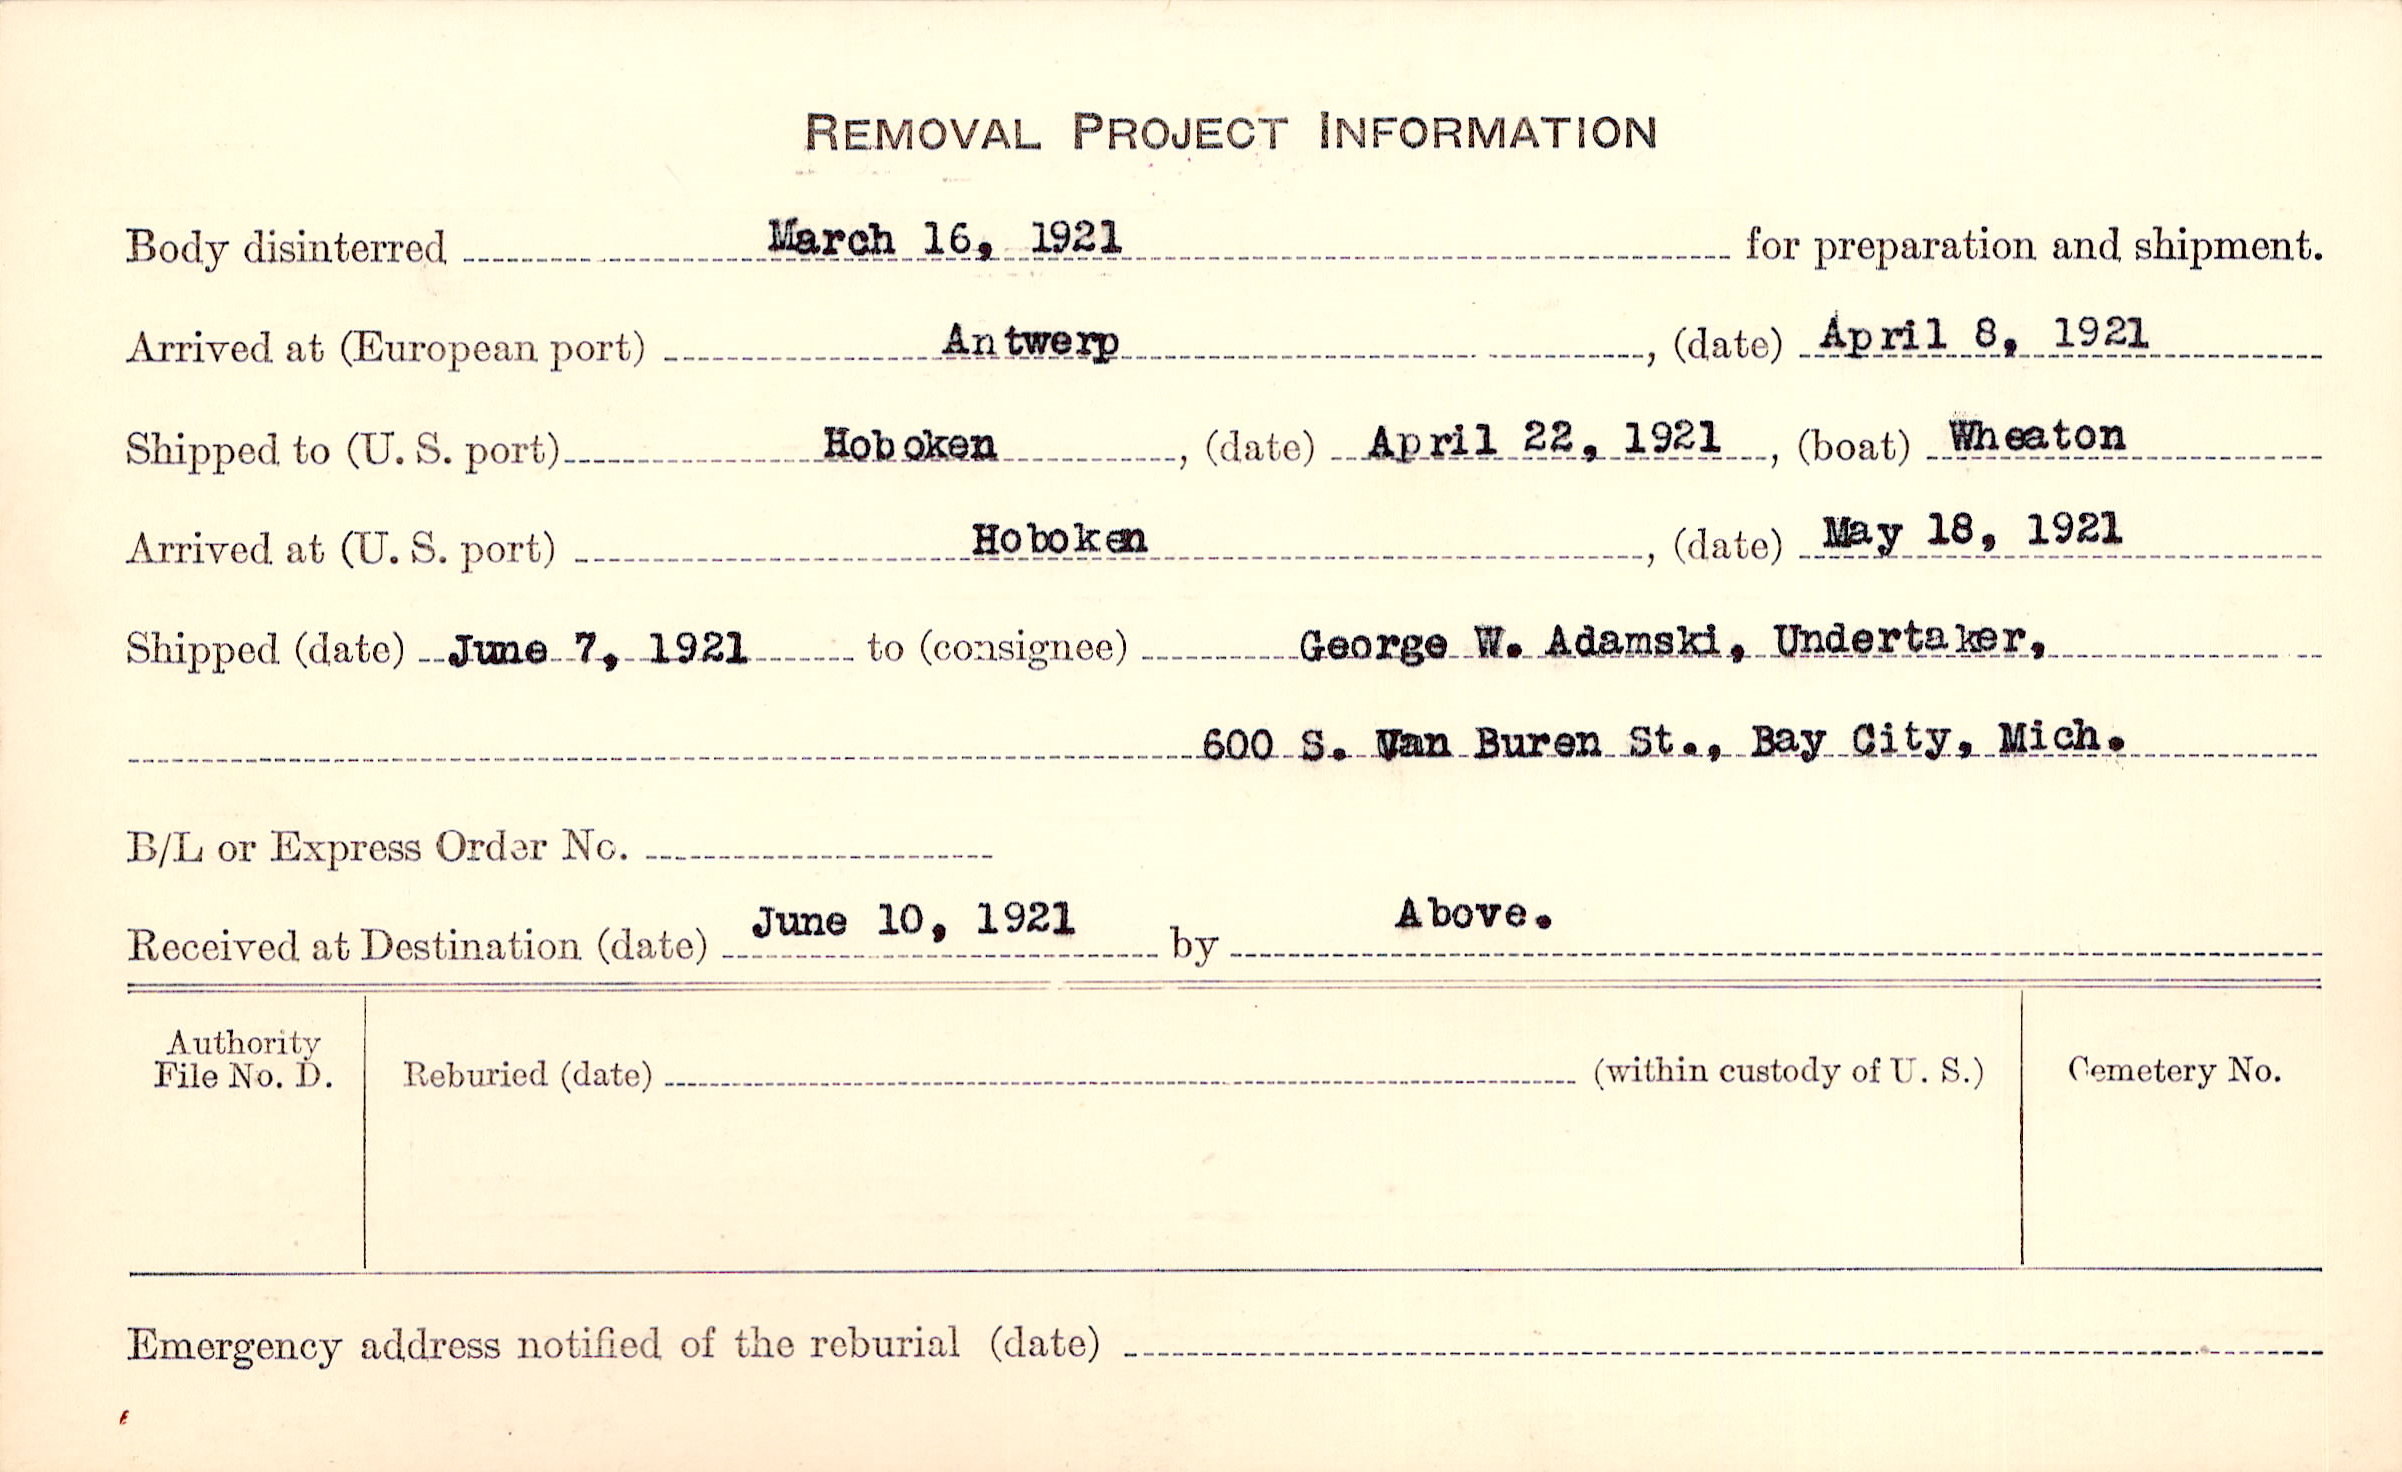 REMOVAL PROJECT INFORMATION
Body disinterred March 16, 1921 for preparation and shipment.
Arrived at (European port) Antwerp, (date) April 8, 1921
Shipped to (U. S. port) Hoboken, (date) April 22, 1921, (boat) Wheaton
Arrived at (U. S. port) Hoboken, (date) May 18, 1921
Shipped (date) June 7, 1921 to (consignee) George W. Adamski, Undertaker,
600 S. Van Buren St., Bay City, Mich.
B/L or Express Order No.
Received at Destination (date) June 10, 1921 by Above.
Authority
File No. D.
Reburied (date) (within custody of U. S.)
Cemetery No.
Emergency address notified of the reburial (date)